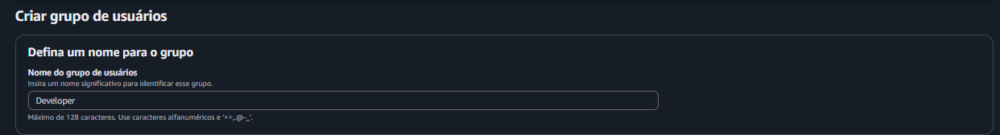 Criar grupo de usuários
Defina um nome para o grupo
Nome do grupo de usuários
Insira um nome significativo para identificar esse grupo.
Developer
Máximo de 128 caracteres. Use caracteres alfanuméricos e '+=,.@-_'.